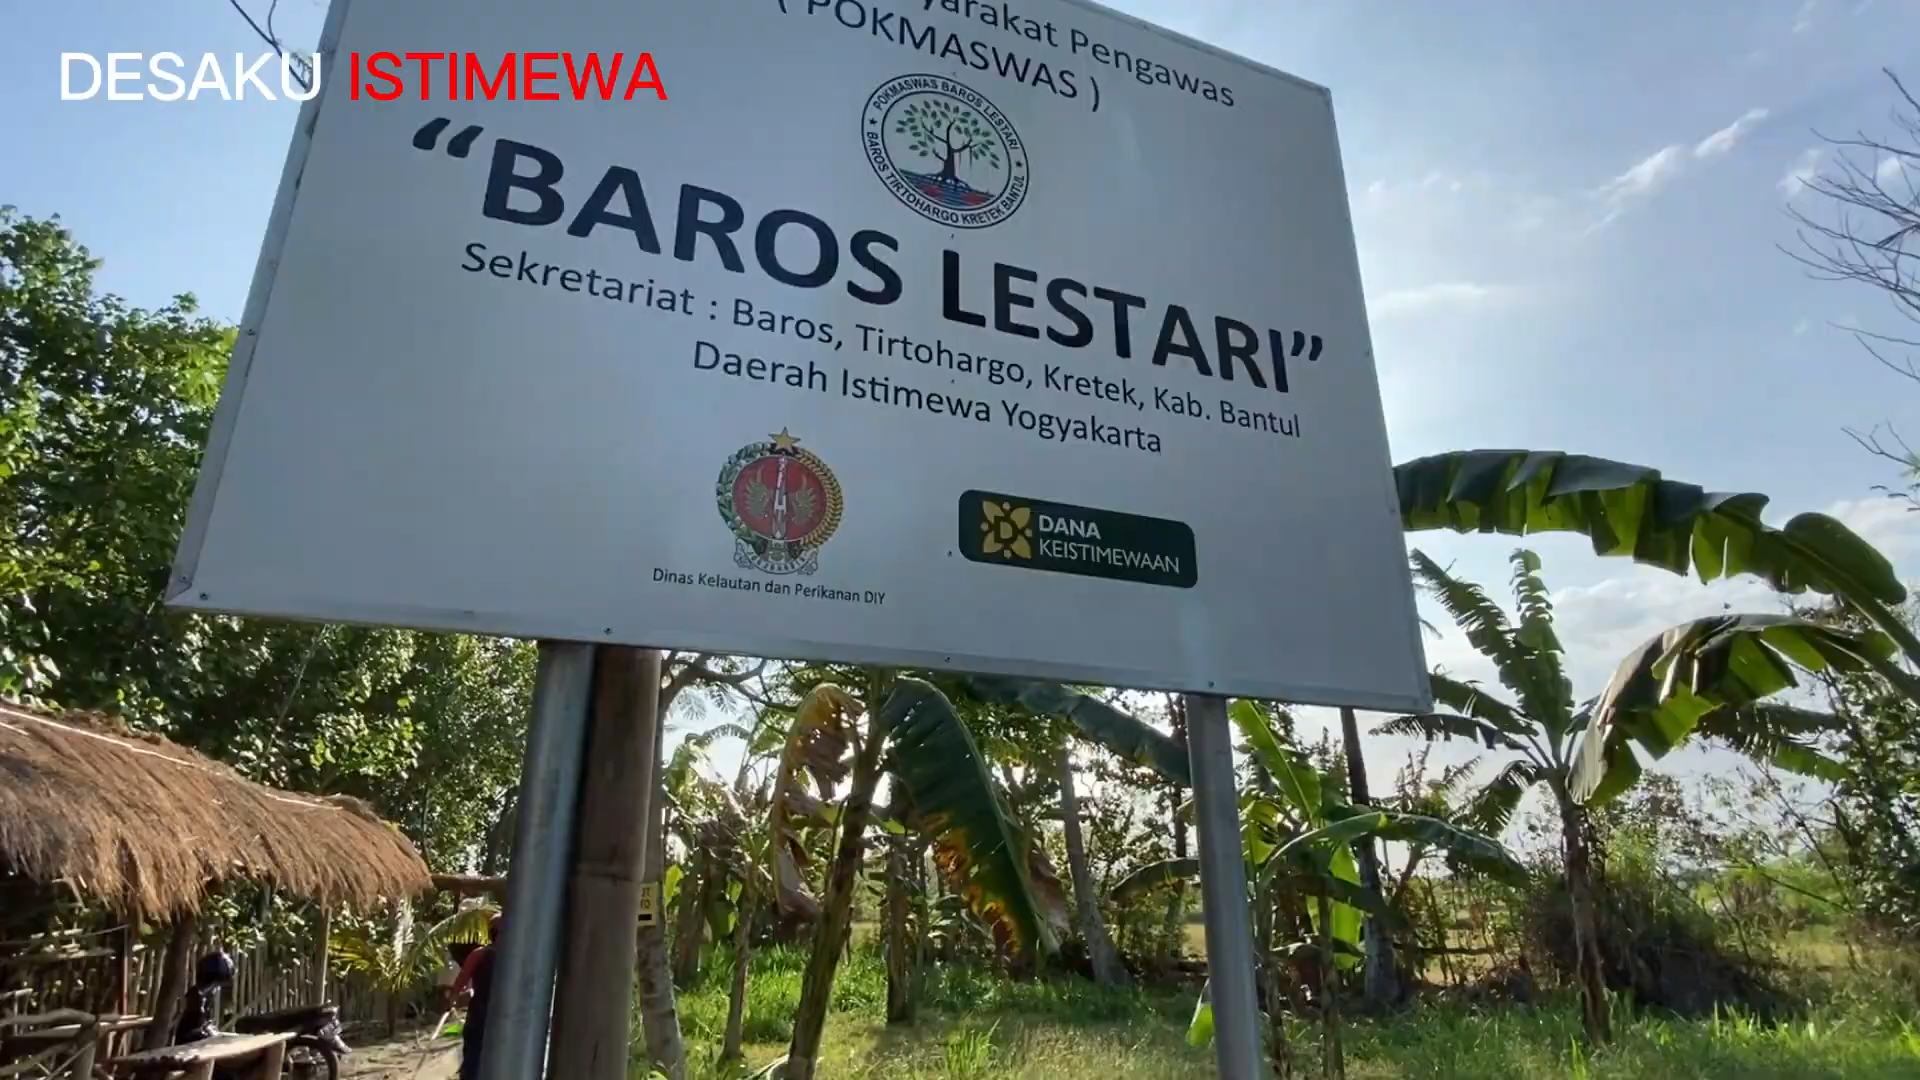 DESAKU ISTIMEWA
Pengawas
( POKMASWAS )
POKMASWAS BAROS LESTARI
BAROS TIRTOHARGO KRETEK BANTUL
“BAROS LESTARI”
Sekretariat : Baros, Tirtohargo, Kretek, Kab. Bantul
Daerah Istimewa Yogyakarta
DANA
KEISTIMEWAAN
Dinas Kelautan dan Perikanan DIY